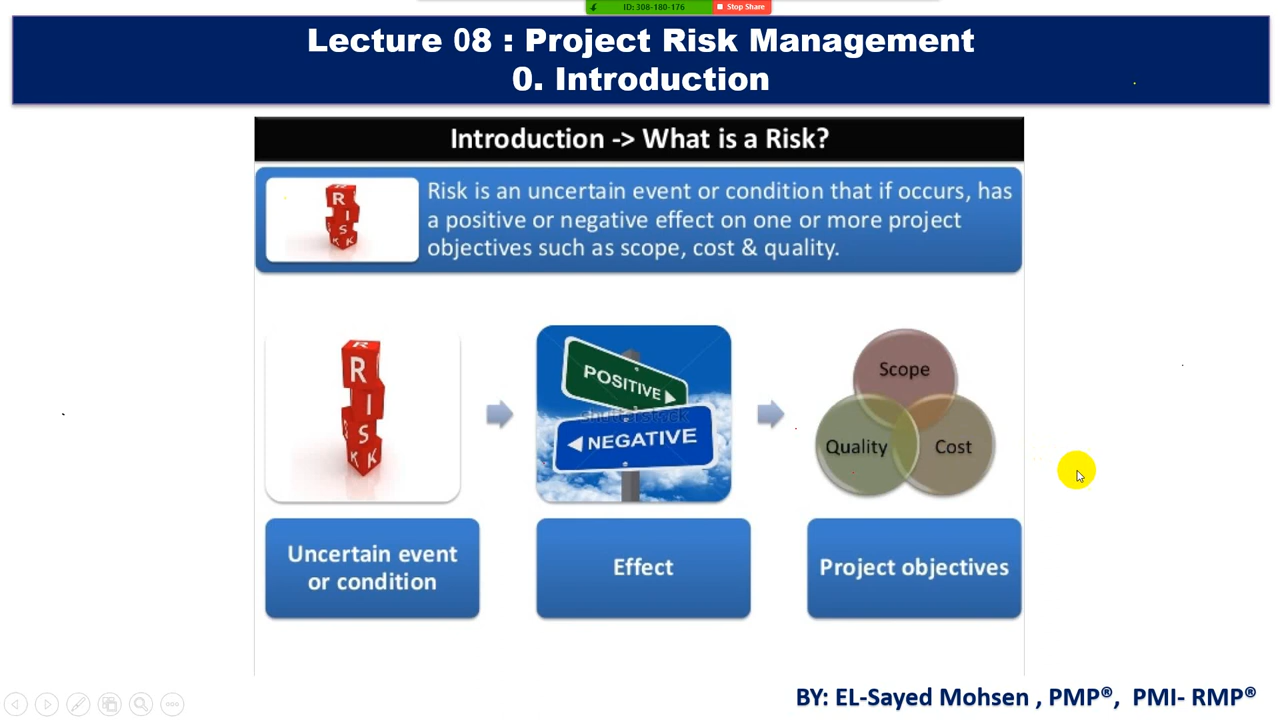 ID: 308-180-176
Stop Share
Lecture 08 : Project Risk Management
0. Introduction
Introduction -> What is a Risk?
R
I
S
K K
Risk is an uncertain event or condition that if occurs, has
a positive or negative effect on one or more project
objectives such as scope, cost & quality.
R
R
I
S S
K K
POSITIVE
shutterstock
NEGATIVE
Scope
Quality
Cost
Uncertain event
or condition
Effect
Project objectives
BY: EL-Sayed Mohsen , PMP®, PMI- RMP®